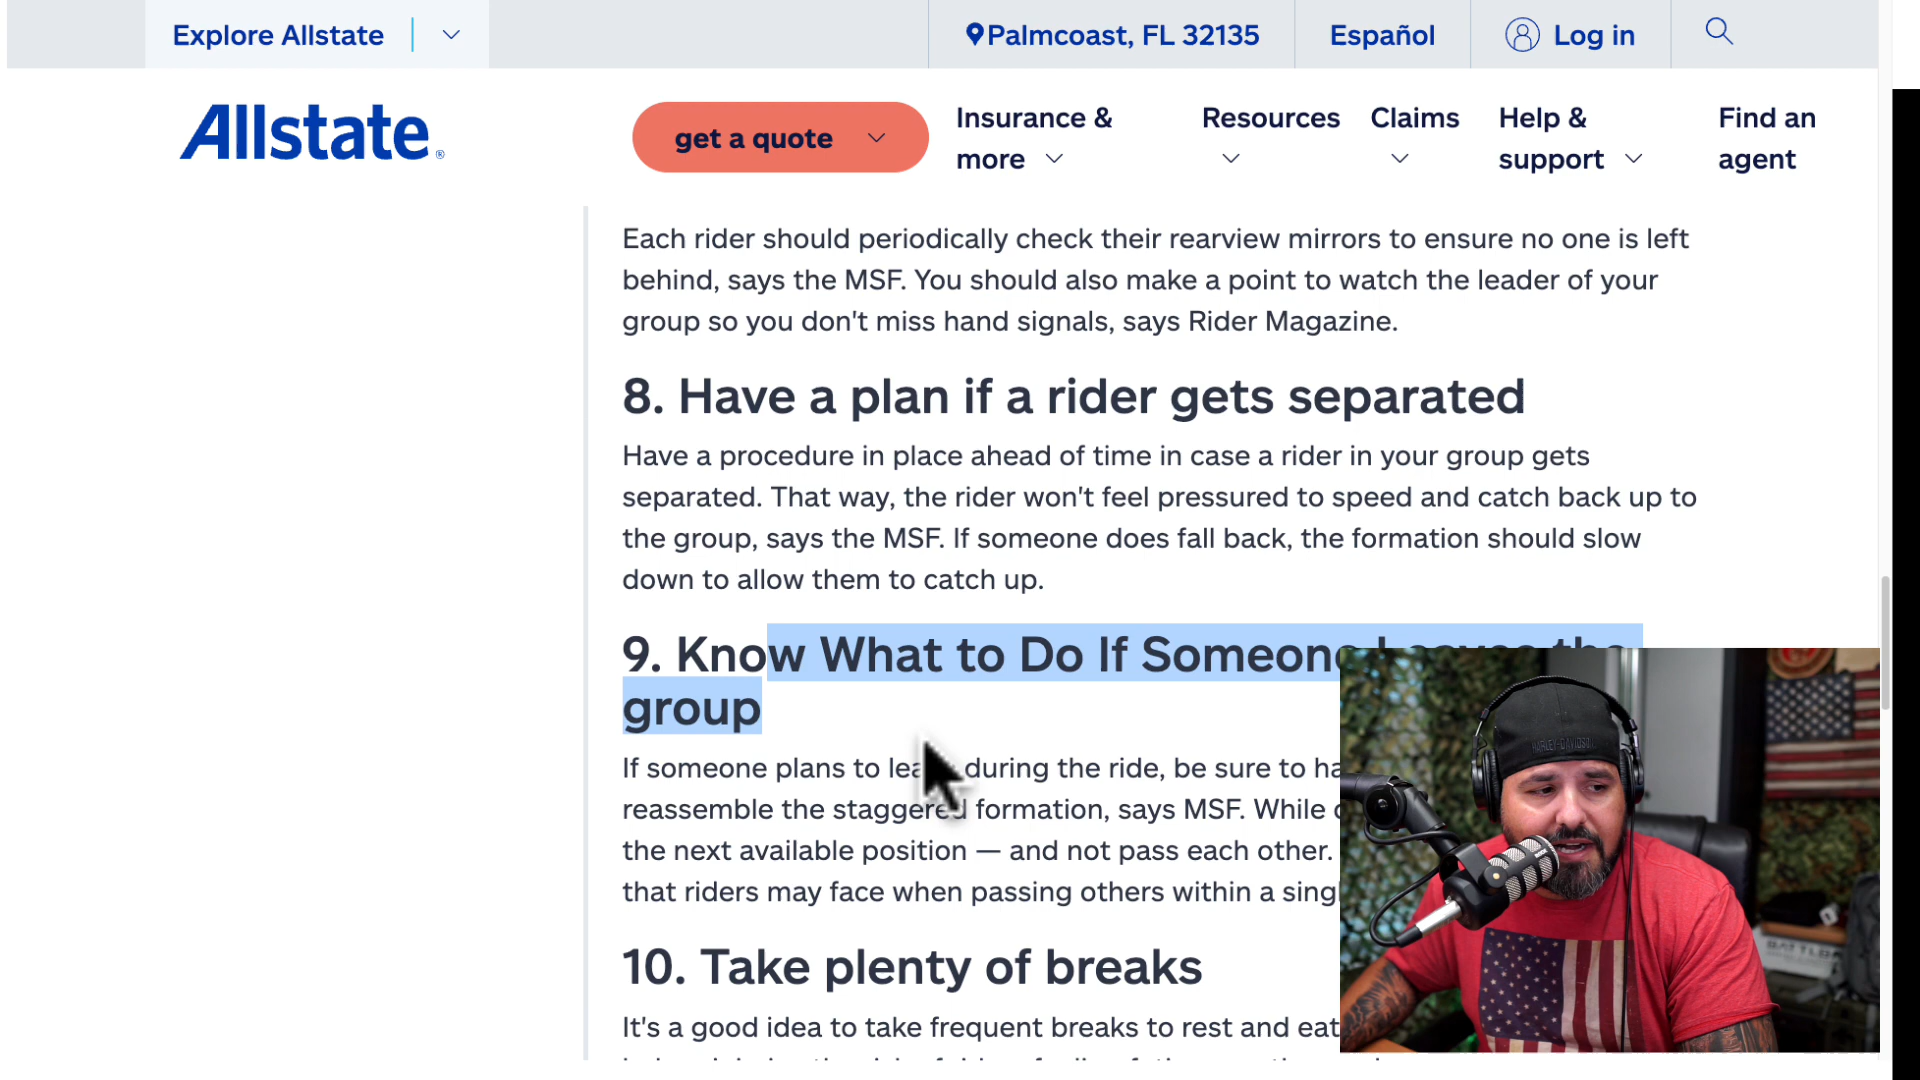 Explore Allstate
Palmcoast, FL 32135
Español
Log in
Allstate®
get a quote
Insurance & more
Resources
Claims
Help & support
Find an agent
Each rider should periodically check their rearview mirrors to ensure no one is left
behind, says the MSF. You should also make a point to watch the leader of your
group so you don't miss hand signals, says Rider Magazine.
8. Have a plan if a rider gets separated
Have a procedure in place ahead of time in case a rider in your group gets
separated. That way, the rider won't feel pressured to speed and catch back up to
the group, says the MSF. If someone does fall back, the formation should slow
down to allow them to catch up.
9. Know What to Do If Someone Leaves the
group
If someone plans to during the ride, be sure to
reassemble the staggered formation, says MSF. While
the next available position — and not pass each other.
that riders may face when passing others within a
10. Take plenty of breaks
It's a good idea to take frequent breaks to rest and eat
HARLEY-DAVIDSON